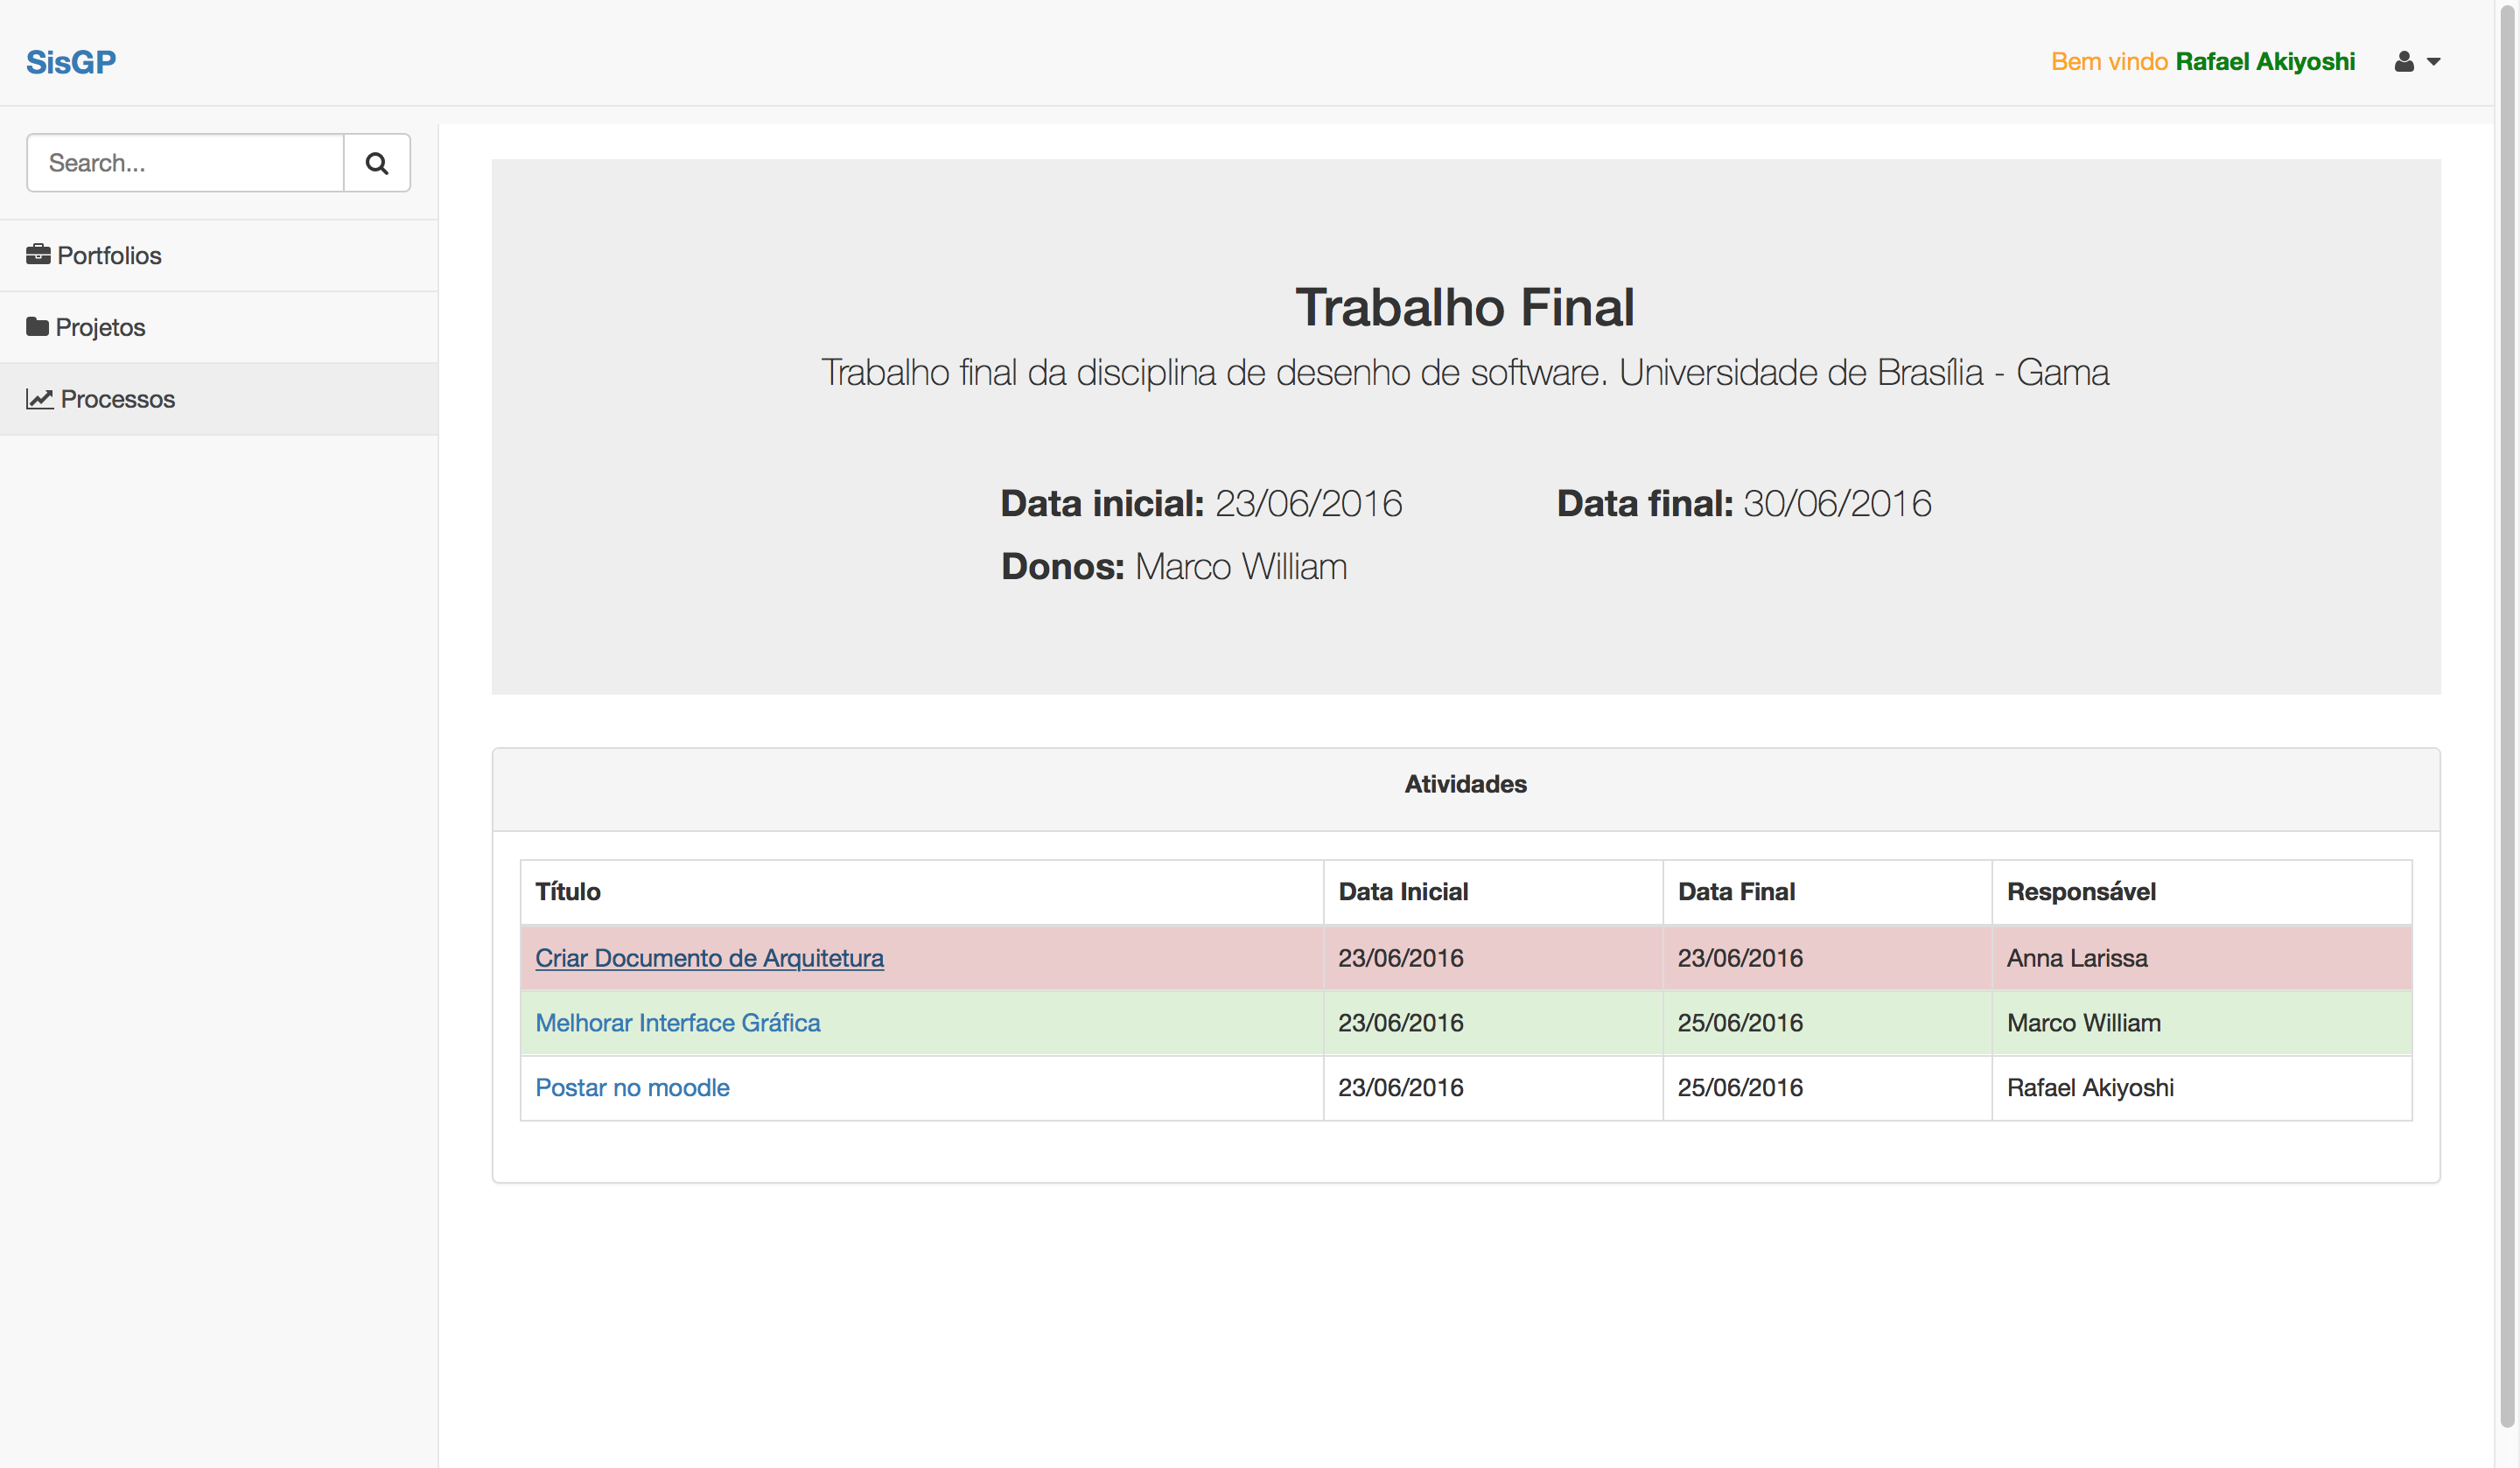 SisGP
Bem vindo Rafael Akiyoshi
Search...
Portfolios
Projetos
Processos
Trabalho Final
Trabalho final da disciplina de desenho de software. Universidade de Brasília - Gama
Data inicial: 23/06/2016 Data final: 30/06/2016
Donos: Marco William
Atividades
Título Data Inicial Data Final Responsável
Criar Documento de Arquitetura 23/06/2016 23/06/2016 Anna Larissa
Melhorar Interface Gráfica 23/06/2016 25/06/2016 Marco William
Postar no moodle 23/06/2016 25/06/2016 Rafael Akiyoshi